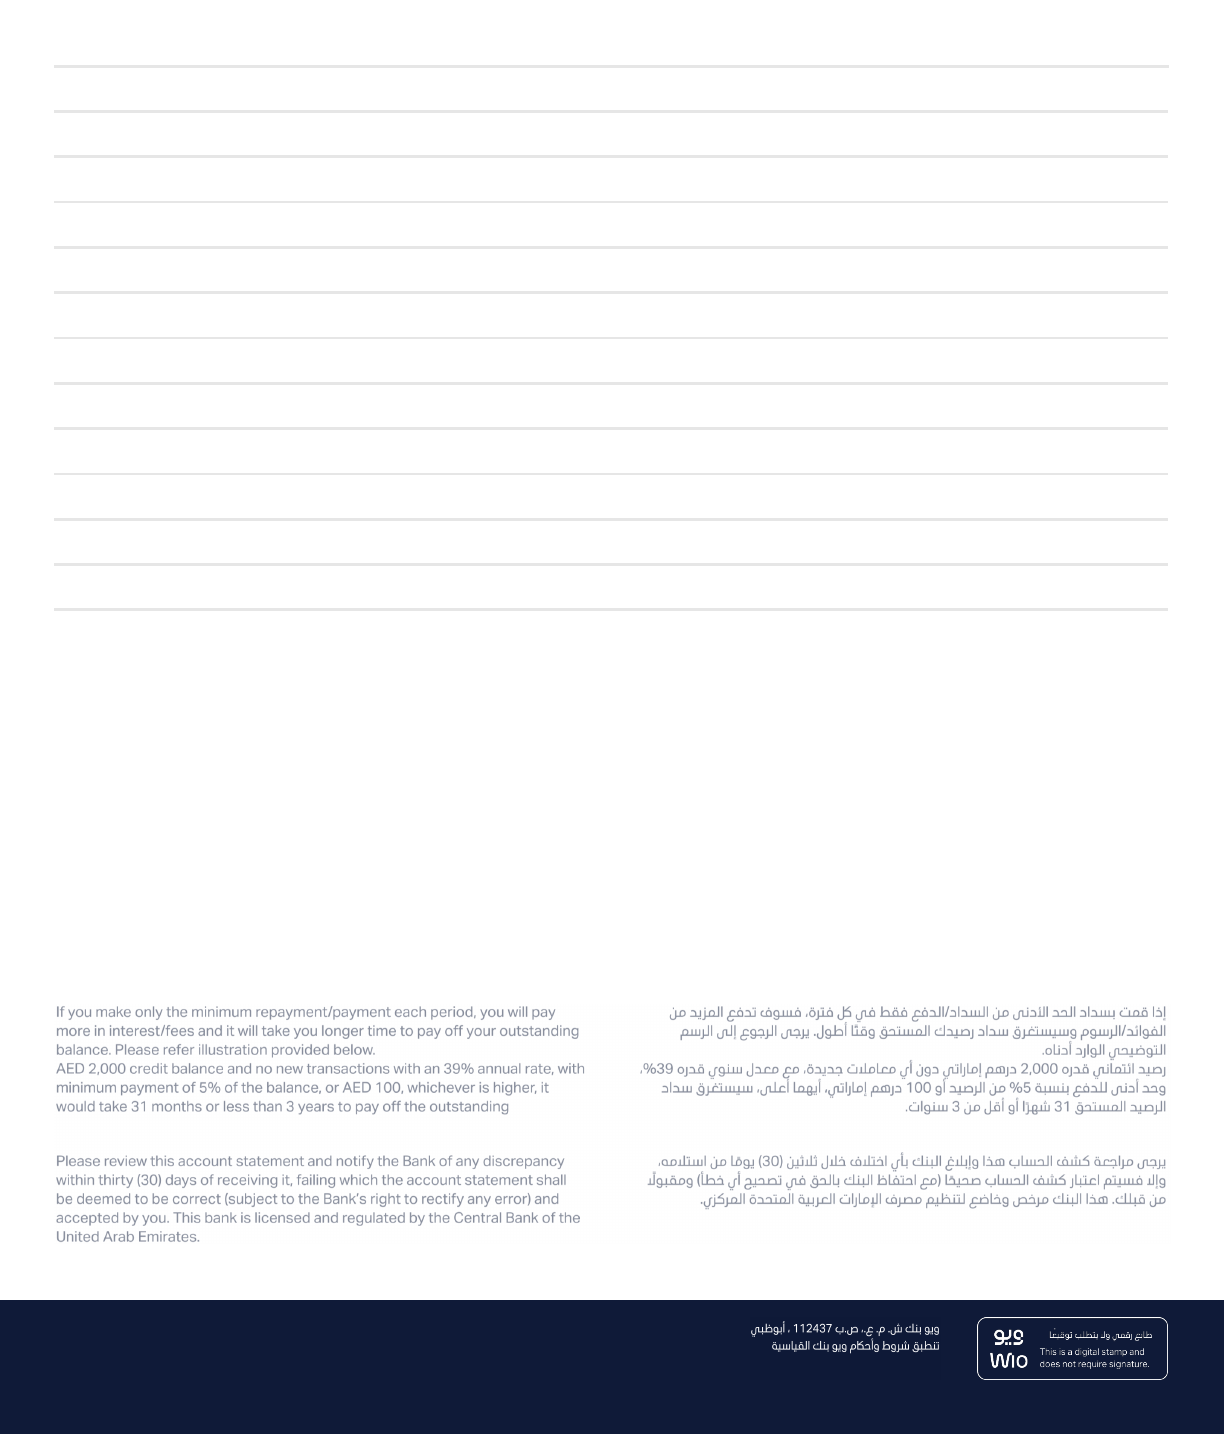 If you make only the minimum repayment/payment each period, you will pay
more in interest/fees and it will take you longer time to pay off your outstanding
balance. Please refer illustration provided below.
AED 2,000 credit balance and no new transactions with an 39% annual rate, with
minimum payment of 5% of the balance, or AED 100, whichever is higher, it
would take 31 months or less than 3 years to pay off the outstanding
إذا قمت بسداد الحد الأدنى من السداد/الدفع فقط في كل فترة، فسوف تدفع المزيد من
الفوائد/الرسوم وسيستغرق سداد رصيدك المستحق وقتًا أطول. يرجى الرجوع إلى الرسم
التوضيحي الوارد أدناه.
رصيد ائتماني قدره 2,000 درهم إماراتي دون أي معاملات جديدة، مع معدل سنوي قدره 39%،
وحد أدنى للدفع بنسبة 5% من الرصيد أو 100 درهم إماراتي، أيهما أعلى، سيستغرق سداد
الرصيد المستحق 31 شهرًا أو أقل من 3 سنوات.
Please review this account statement and notify the Bank of any discrepancy
within thirty (30) days of receiving it, failing which the account statement shall
be deemed to be correct (subject to the Bank's right to rectify any error) and
accepted by you. This bank is licensed and regulated by the Central Bank of the
United Arab Emirates.
يرجى مراجعة كشف الحساب هذا وإبلاغ البنك بأي اختلاف خلال ثلاثين (30) يومًا من استلامه،
وإلا فسيتم اعتبار كشف الحساب صحيحًا (مع احتفاظ البنك بالحق في تصحيح أي خطأ) ومقبولًا
من قبلك. هذا البنك مرخص وخاضع لتنظيم مصرف الإمارات العربية المتحدة المركزي.
ويو بنك ش. م. ع.، ص.ب 112437 ، أبوظبي
تنطبق شروط وأحكام ويو بنك القياسية
ويو
Wio
طابع رقمي ولا يتطلب توقيعًا
This is a digital stamp and
does not require signature.